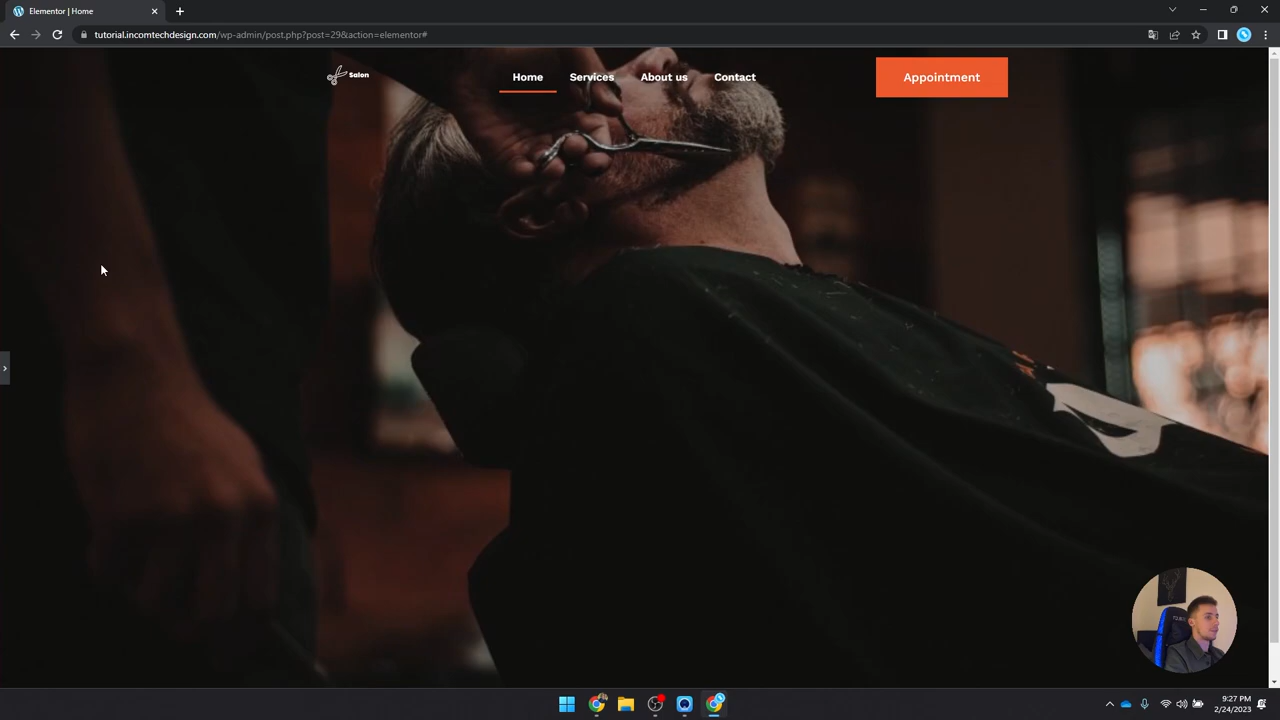 Elementor | Home
tutorial.incomtechdesign.com/wp-admin/post.php?post=29&action=elementor#
Salon
Home
Services
About us
Contact
Appointment
9:27 PM
2/24/2023